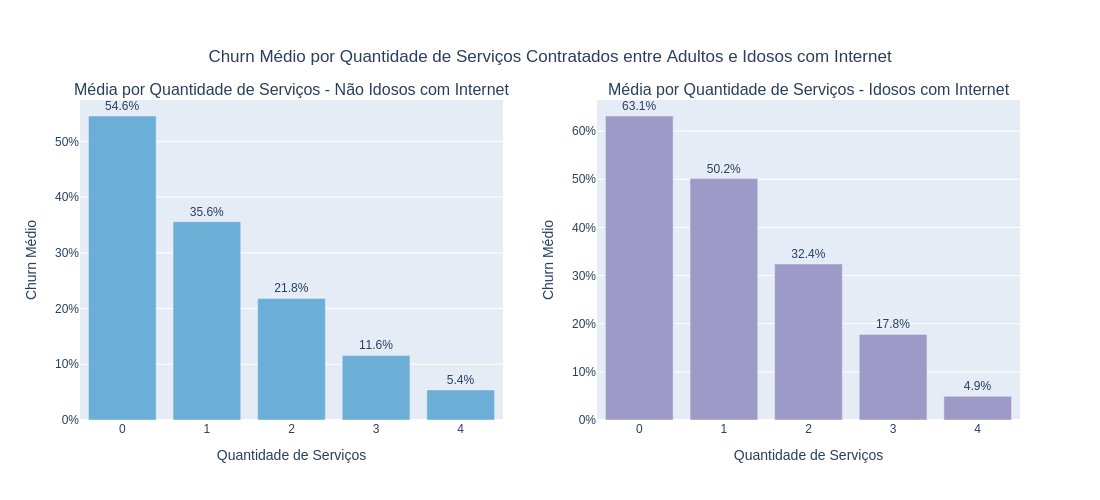 Churn Médio por Quantidade de Serviços Contratados entre Adultos e Idosos com Internet
Média por Quantidade de Serviços - Não Idosos com Internet
54.6%
35.6%
21.8%
11.6%
5.4%
50%
40%
30%
20%
10%
0%
Churn Médio
0 1 2 3 4
Quantidade de Serviços
Média por Quantidade de Serviços - Idosos com Internet
63.1%
50.2%
32.4%
17.8%
4.9%
60%
50%
40%
30%
20%
10%
0%
Churn Médio
0 1 2 3 4
Quantidade de Serviços